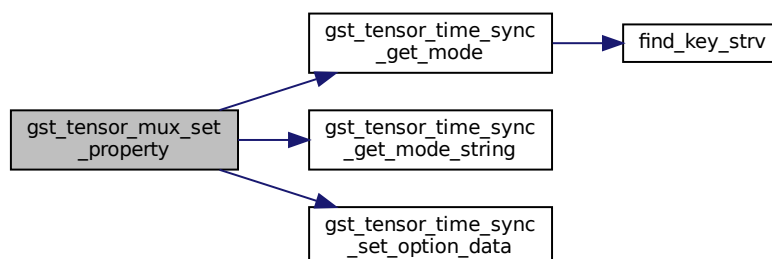 gst_tensor_mux_set
_property
gst_tensor_time_sync
_get_mode
find_key_strv
gst_tensor_time_sync
_get_mode_string
gst_tensor_time_sync
_set_option_data